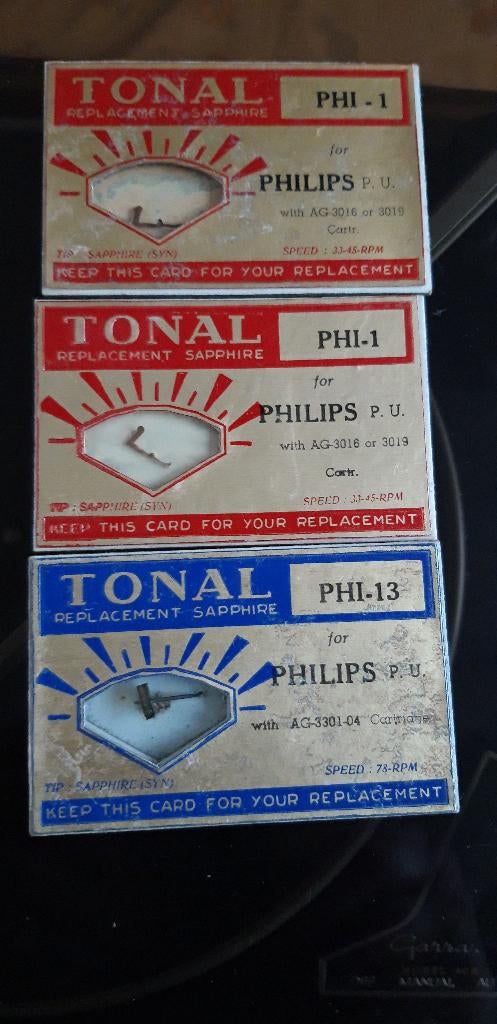 TONAL
REPLACEMENT SAPPHIRE
PHI - 1
for
PHILIPS P. U.
with AG-3016 or 3019
Cartr.
TIP : SAPPHIRE (SYN)
SPEED : 33-45-RPM
KEEP THIS CARD FOR YOUR REPLACEMENT
TONAL
REPLACEMENT SAPPHIRE
PHI-1
for
PHILIPS P. U.
with AG-3016 or 3019
Cartr.
TIP : SAPPHIRE (SYN)
SPEED : 33-45-RPM
KEEP THIS CARD FOR YOUR REPLACEMENT
TONAL
REPLACEMENT SAPPHIRE
PHI-13
for
PHILIPS P. U.
with AG-3301-04 Cartridge
TIP : SAPPHIRE (SYN)
SPEED : 78-RPM
KEEP THIS CARD FOR YOUR REPLACEMENT
MANUAL